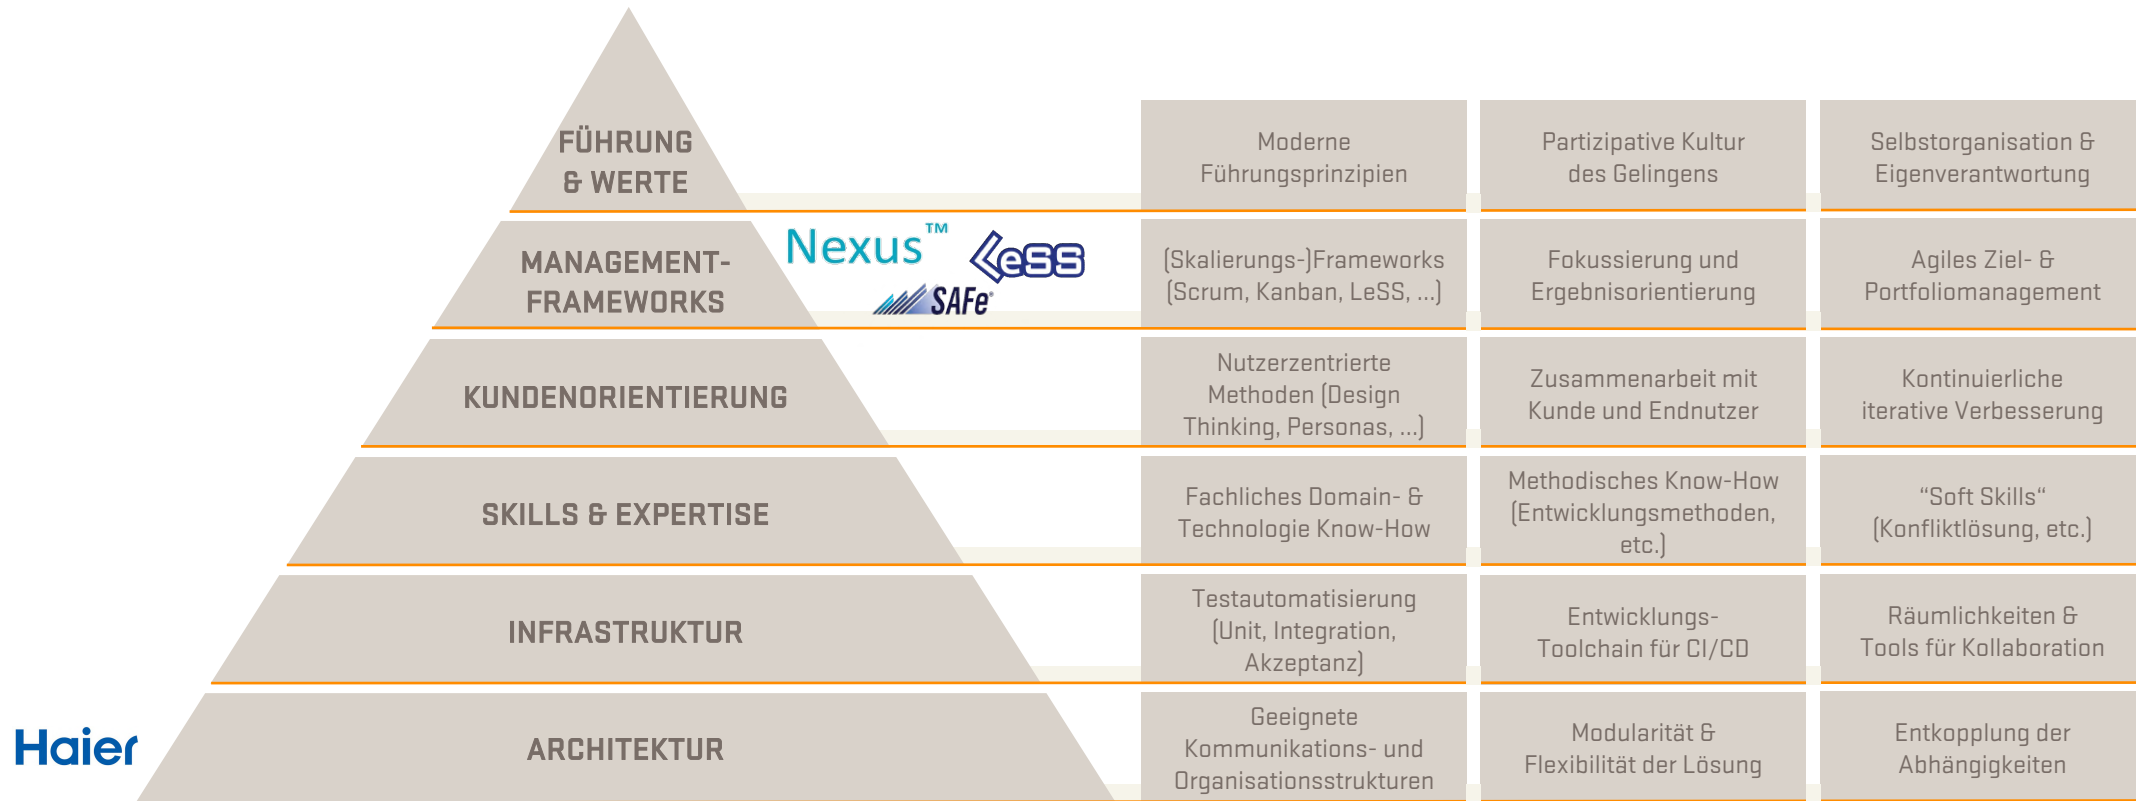 FÜHRUNG
& WERTE
Moderne
Führungsprinzipien
Partizipative Kultur
des Gelingens
Selbstorganisation &
Eigenverantwortung
MANAGEMENT-
FRAMEWORKS
Nexus™
LeSS
SAFe®
(Skalierungs-)Frameworks
(Scrum, Kanban, LeSS, ...)
Fokussierung und
Ergebnisorientierung
Agiles Ziel- &
Portfoliomanagement
KUNDENORIENTIERUNG
Nutzerzentrierte
Methoden (Design
Thinking, Personas, ...)
Zusammenarbeit mit
Kunde und Endnutzer
Kontinuierliche
iterative Verbesserung
SKILLS & EXPERTISE
Fachliches Domain- &
Technologie Know-How
Methodisches Know-How
(Entwicklungsmethoden,
etc.)
“Soft Skills“
(Konfliktlösung, etc.)
INFRASTRUKTUR
Testautomatisierung
(Unit, Integration,
Akzeptanz)
Entwicklungs-
Toolchain für CI/CD
Räumlichkeiten &
Tools für Kollaboration
Haier
ARCHITEKTUR
Geeignete
Kommunikations- und
Organisationsstrukturen
Modularität &
Flexibilität der Lösung
Entkopplung der
Abhängigkeiten